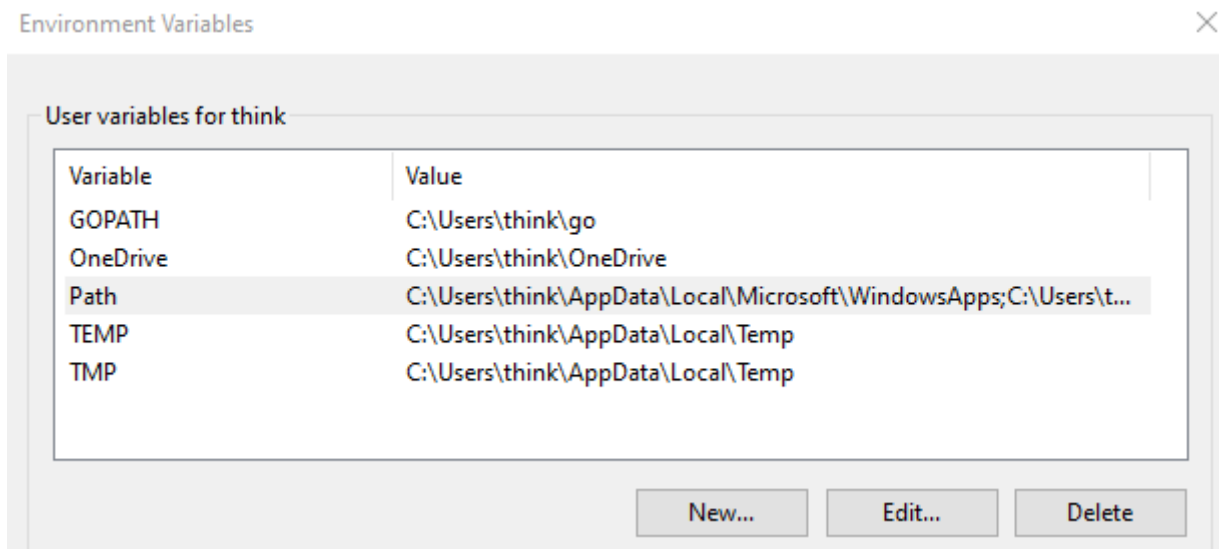 Environment Variables
User variables for think
Variable Value
GOPATH C:\Users\think\go
OneDrive C:\Users\think\OneDrive
Path C:\Users\think\AppData\Local\Microsoft\WindowsApps;C:\Users\t...
TEMP C:\Users\think\AppData\Local\Temp
TMP C:\Users\think\AppData\Local\Temp
New... Edit... Delete